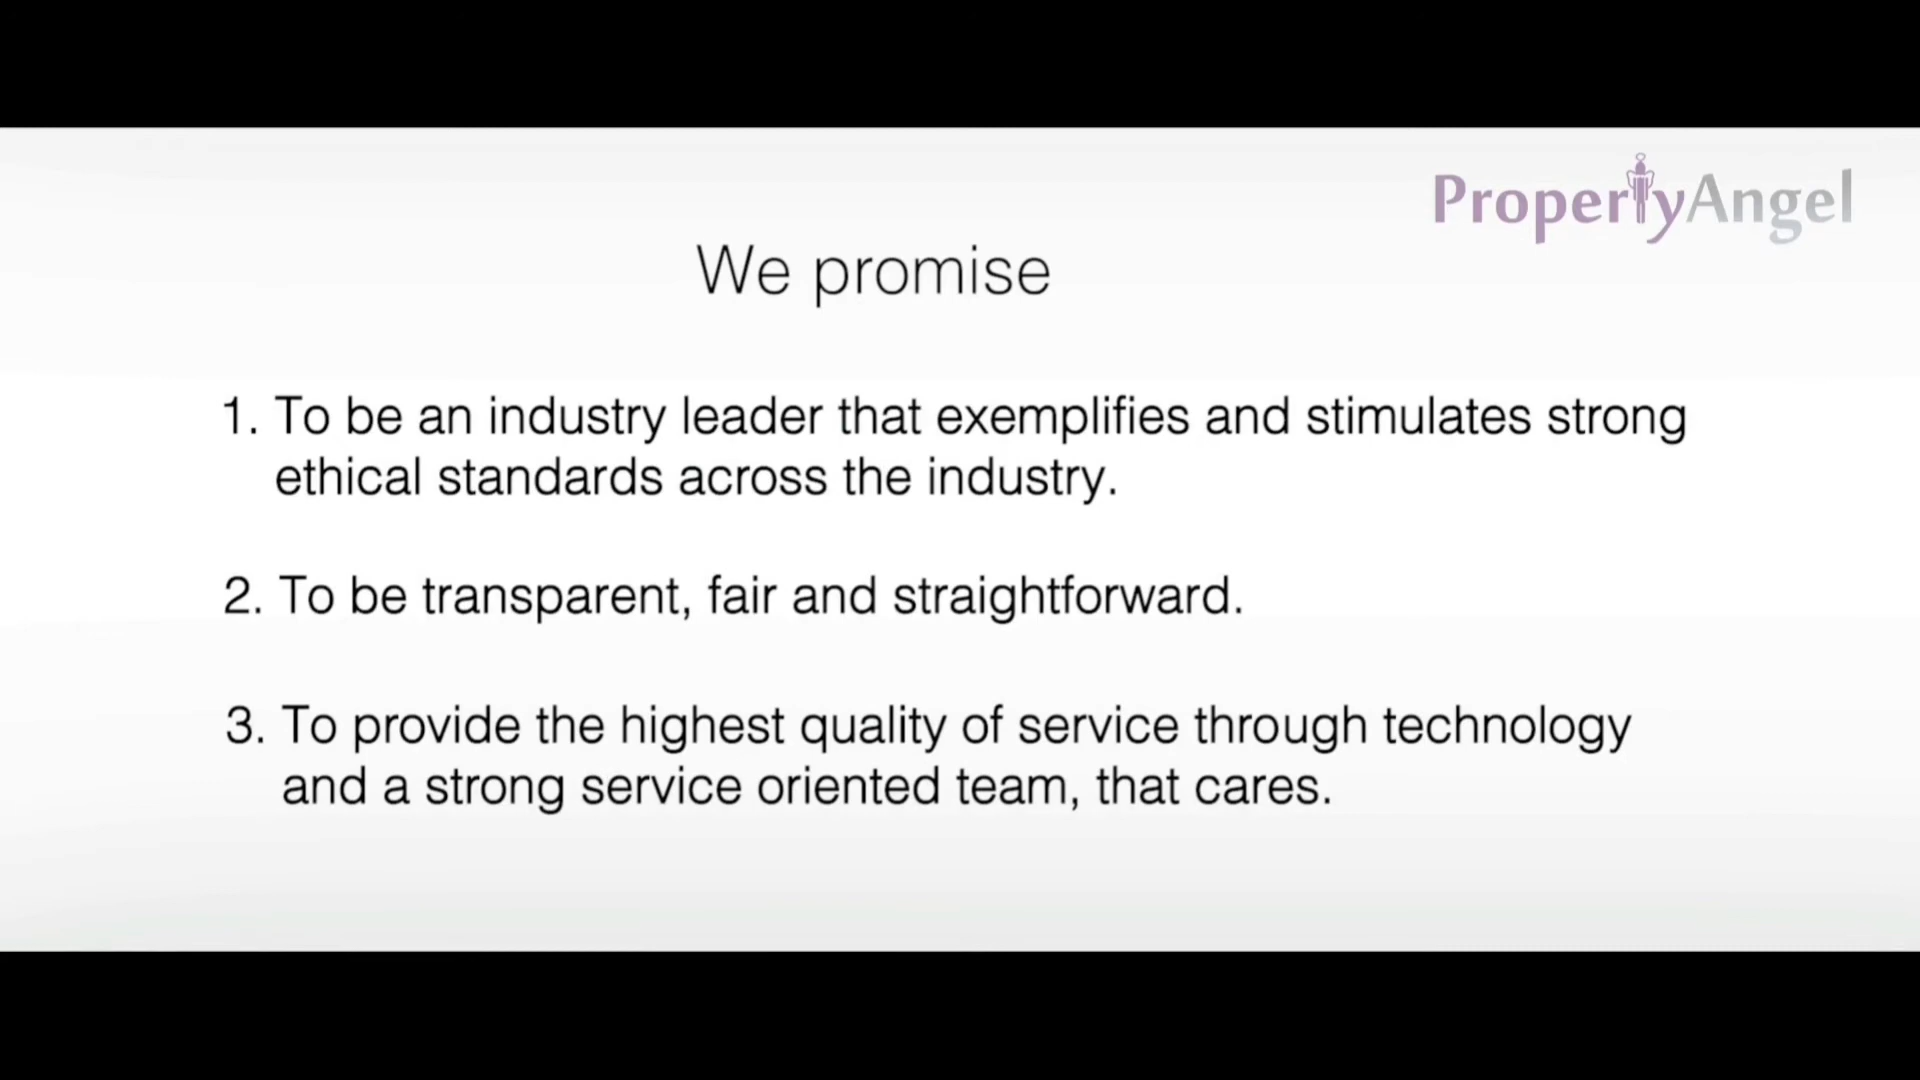 PropertyAngel
We promise
1. To be an industry leader that exemplifies and stimulates strong
ethical standards across the industry.
2. To be transparent, fair and straightforward.
3. To provide the highest quality of service through technology
and a strong service oriented team, that cares.